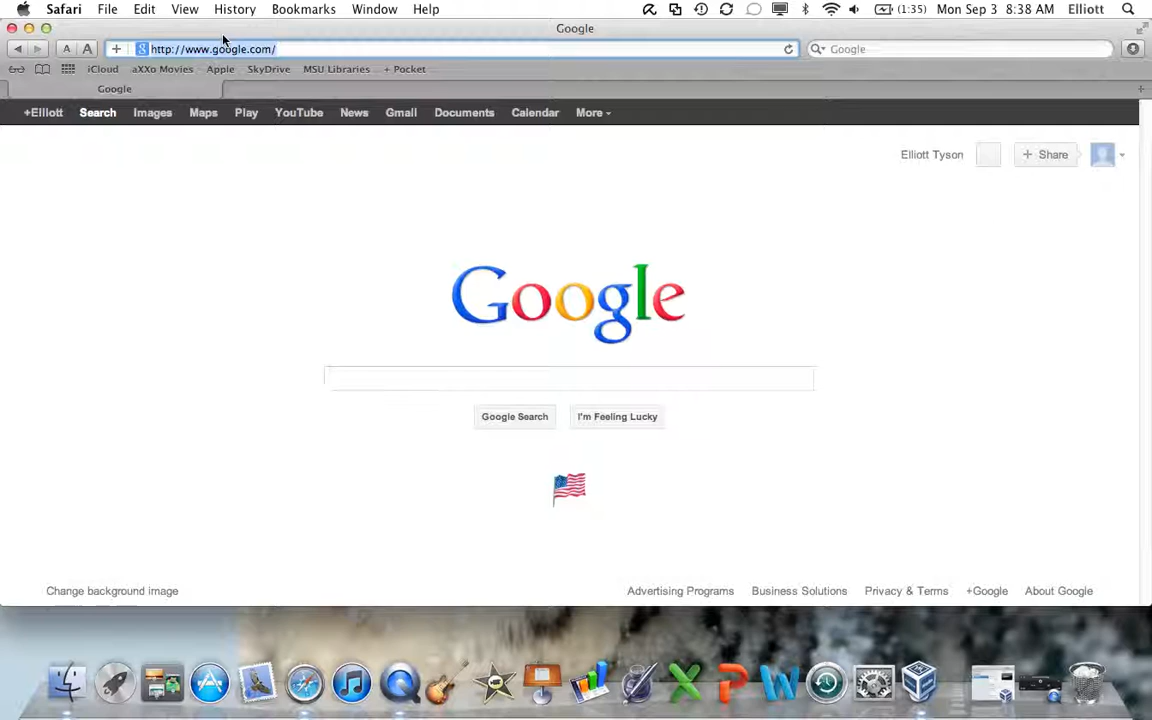 Safari File Edit View History Bookmarks Window Help (1:35) Mon Sep 3 8:38 AM Elliott
Google
A A + http://www.google.com/ Google
iCloud aXXo Movies Apple SkyDrive MSU Libraries + Pocket
Google +
+Elliott Search Images Maps Play YouTube News Gmail Documents Calendar More
Elliott Tyson + Share
Google
Google Search I'm Feeling Lucky
Change background image Advertising Programs Business Solutions Privacy & Terms +Google About Google